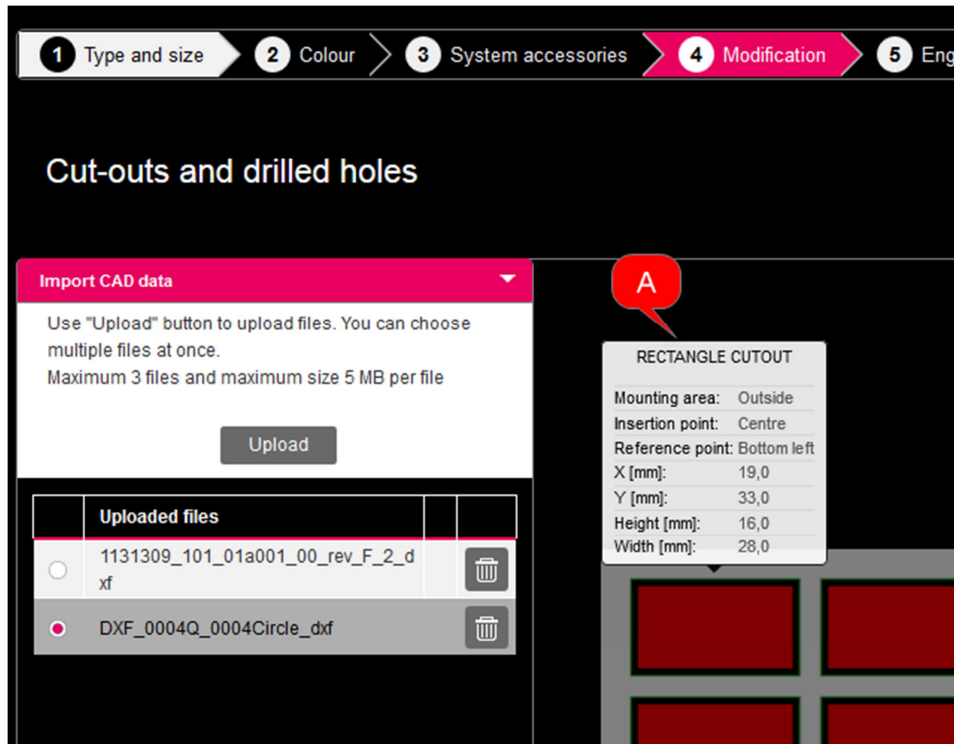 1 Type and size 2 Colour 3 System accessories 4 Modification 5 Eng
Cut-outs and drilled holes
Import CAD data
Use "Upload" button to upload files. You can choose
multiple files at once.
Maximum 3 files and maximum size 5 MB per file
Upload
Uploaded files
1131309_101_01a001_00_rev_F_2_d
xf
DXF_0004Q_0004Circle_dxf
A
RECTANGLE CUTOUT
Mounting area: Outside
Insertion point: Centre
Reference point: Bottom left
X [mm]: 19,0
Y [mm]: 33,0
Height [mm]: 16,0
Width [mm]: 28,0